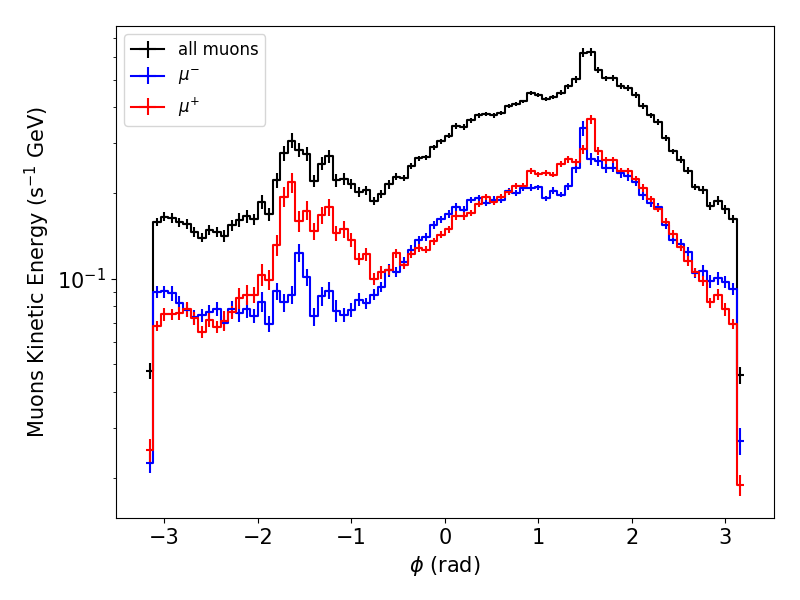 Muons Kinetic Energy (s⁻¹ GeV)
all muons
μ⁻
μ⁺
10⁻¹
−3 −2 −1 0 1 2 3
ϕ (rad)